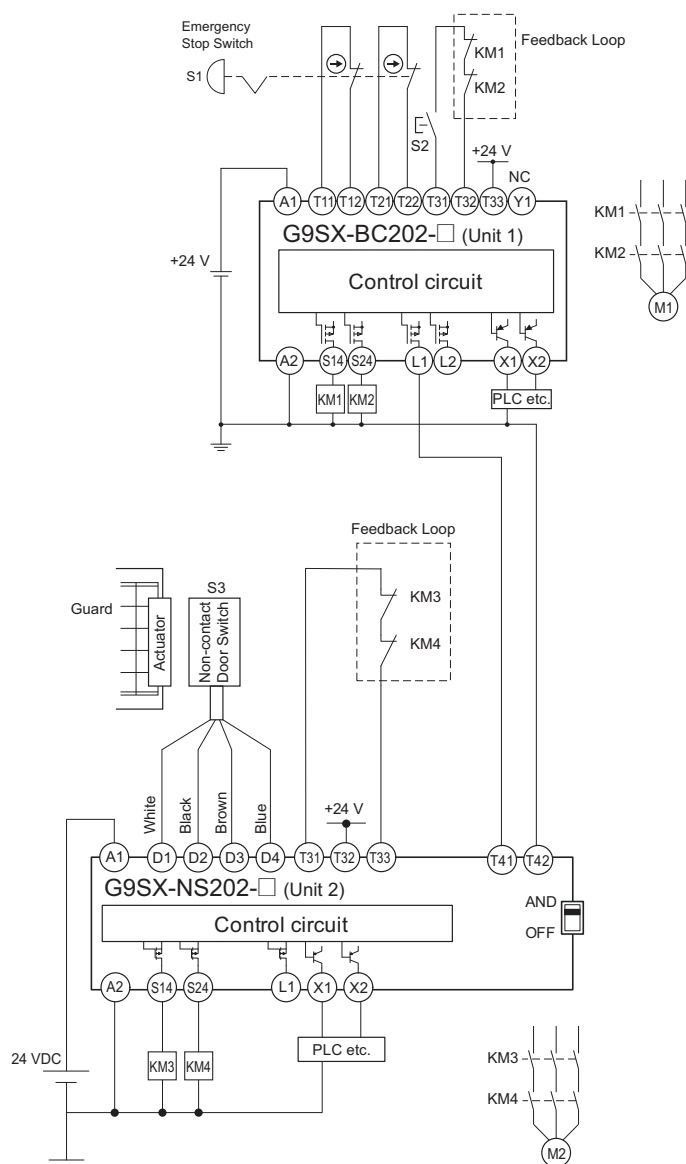 Emergency
Stop Switch
S1
KM1
KM2
Feedback Loop
S2
+24 V
NC
A1 T11 T12 T21 T22 T31 T32 T33 Y1
G9SX-BC202-□ (Unit 1)
Control circuit
+24 V
KM1
KM2
M1
A2 S14 S24 L1 L2 X1 X2
KM1 KM2 PLC etc.
Feedback Loop
KM3
KM4
S3
Guard
Actuator
Non-contact
Door Switch
White
Black
Brown
Blue
+24 V
A1 D1 D2 D3 D4 T31 T32 T33 T41 T42
G9SX-NS202-□ (Unit 2)
Control circuit
AND
OFF
A2 S14 S24 L1 X1 X2
24 VDC
KM3 KM4 PLC etc.
KM3
KM4
M2